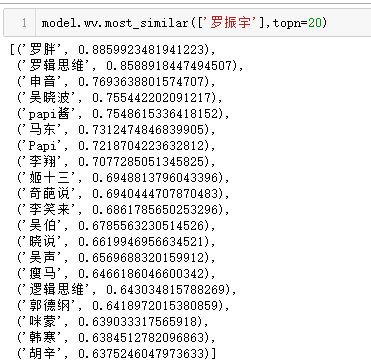 1 model.wv.most_similar(['罗振宇'],topn=20)
[('罗胖', 0.8859923481941223),
('罗辑思维', 0.8588918447494507),
('申音', 0.7693638801574707),
('吴晓波', 0.755442202091217),
('papi酱', 0.7548615336418152),
('马东', 0.7312474846839905),
('Papi', 0.7218704223632812),
('李翔', 0.7077285051345825),
('姬十三', 0.6948813796043396),
('奇葩说', 0.6940444707870483),
('李笑来', 0.6861785650253296),
('吴伯', 0.6785563230514526),
('晓说', 0.6619946956634521),
('吴声', 0.6569688320159912),
('瘦马', 0.6466186046600342),
('逻辑思维', 0.643034815788269),
('郭德纲', 0.6418972015380859),
('咪蒙', 0.639033317565918),
('韩寒', 0.6384512782096863),
('胡辛', 0.6375246047973633)]